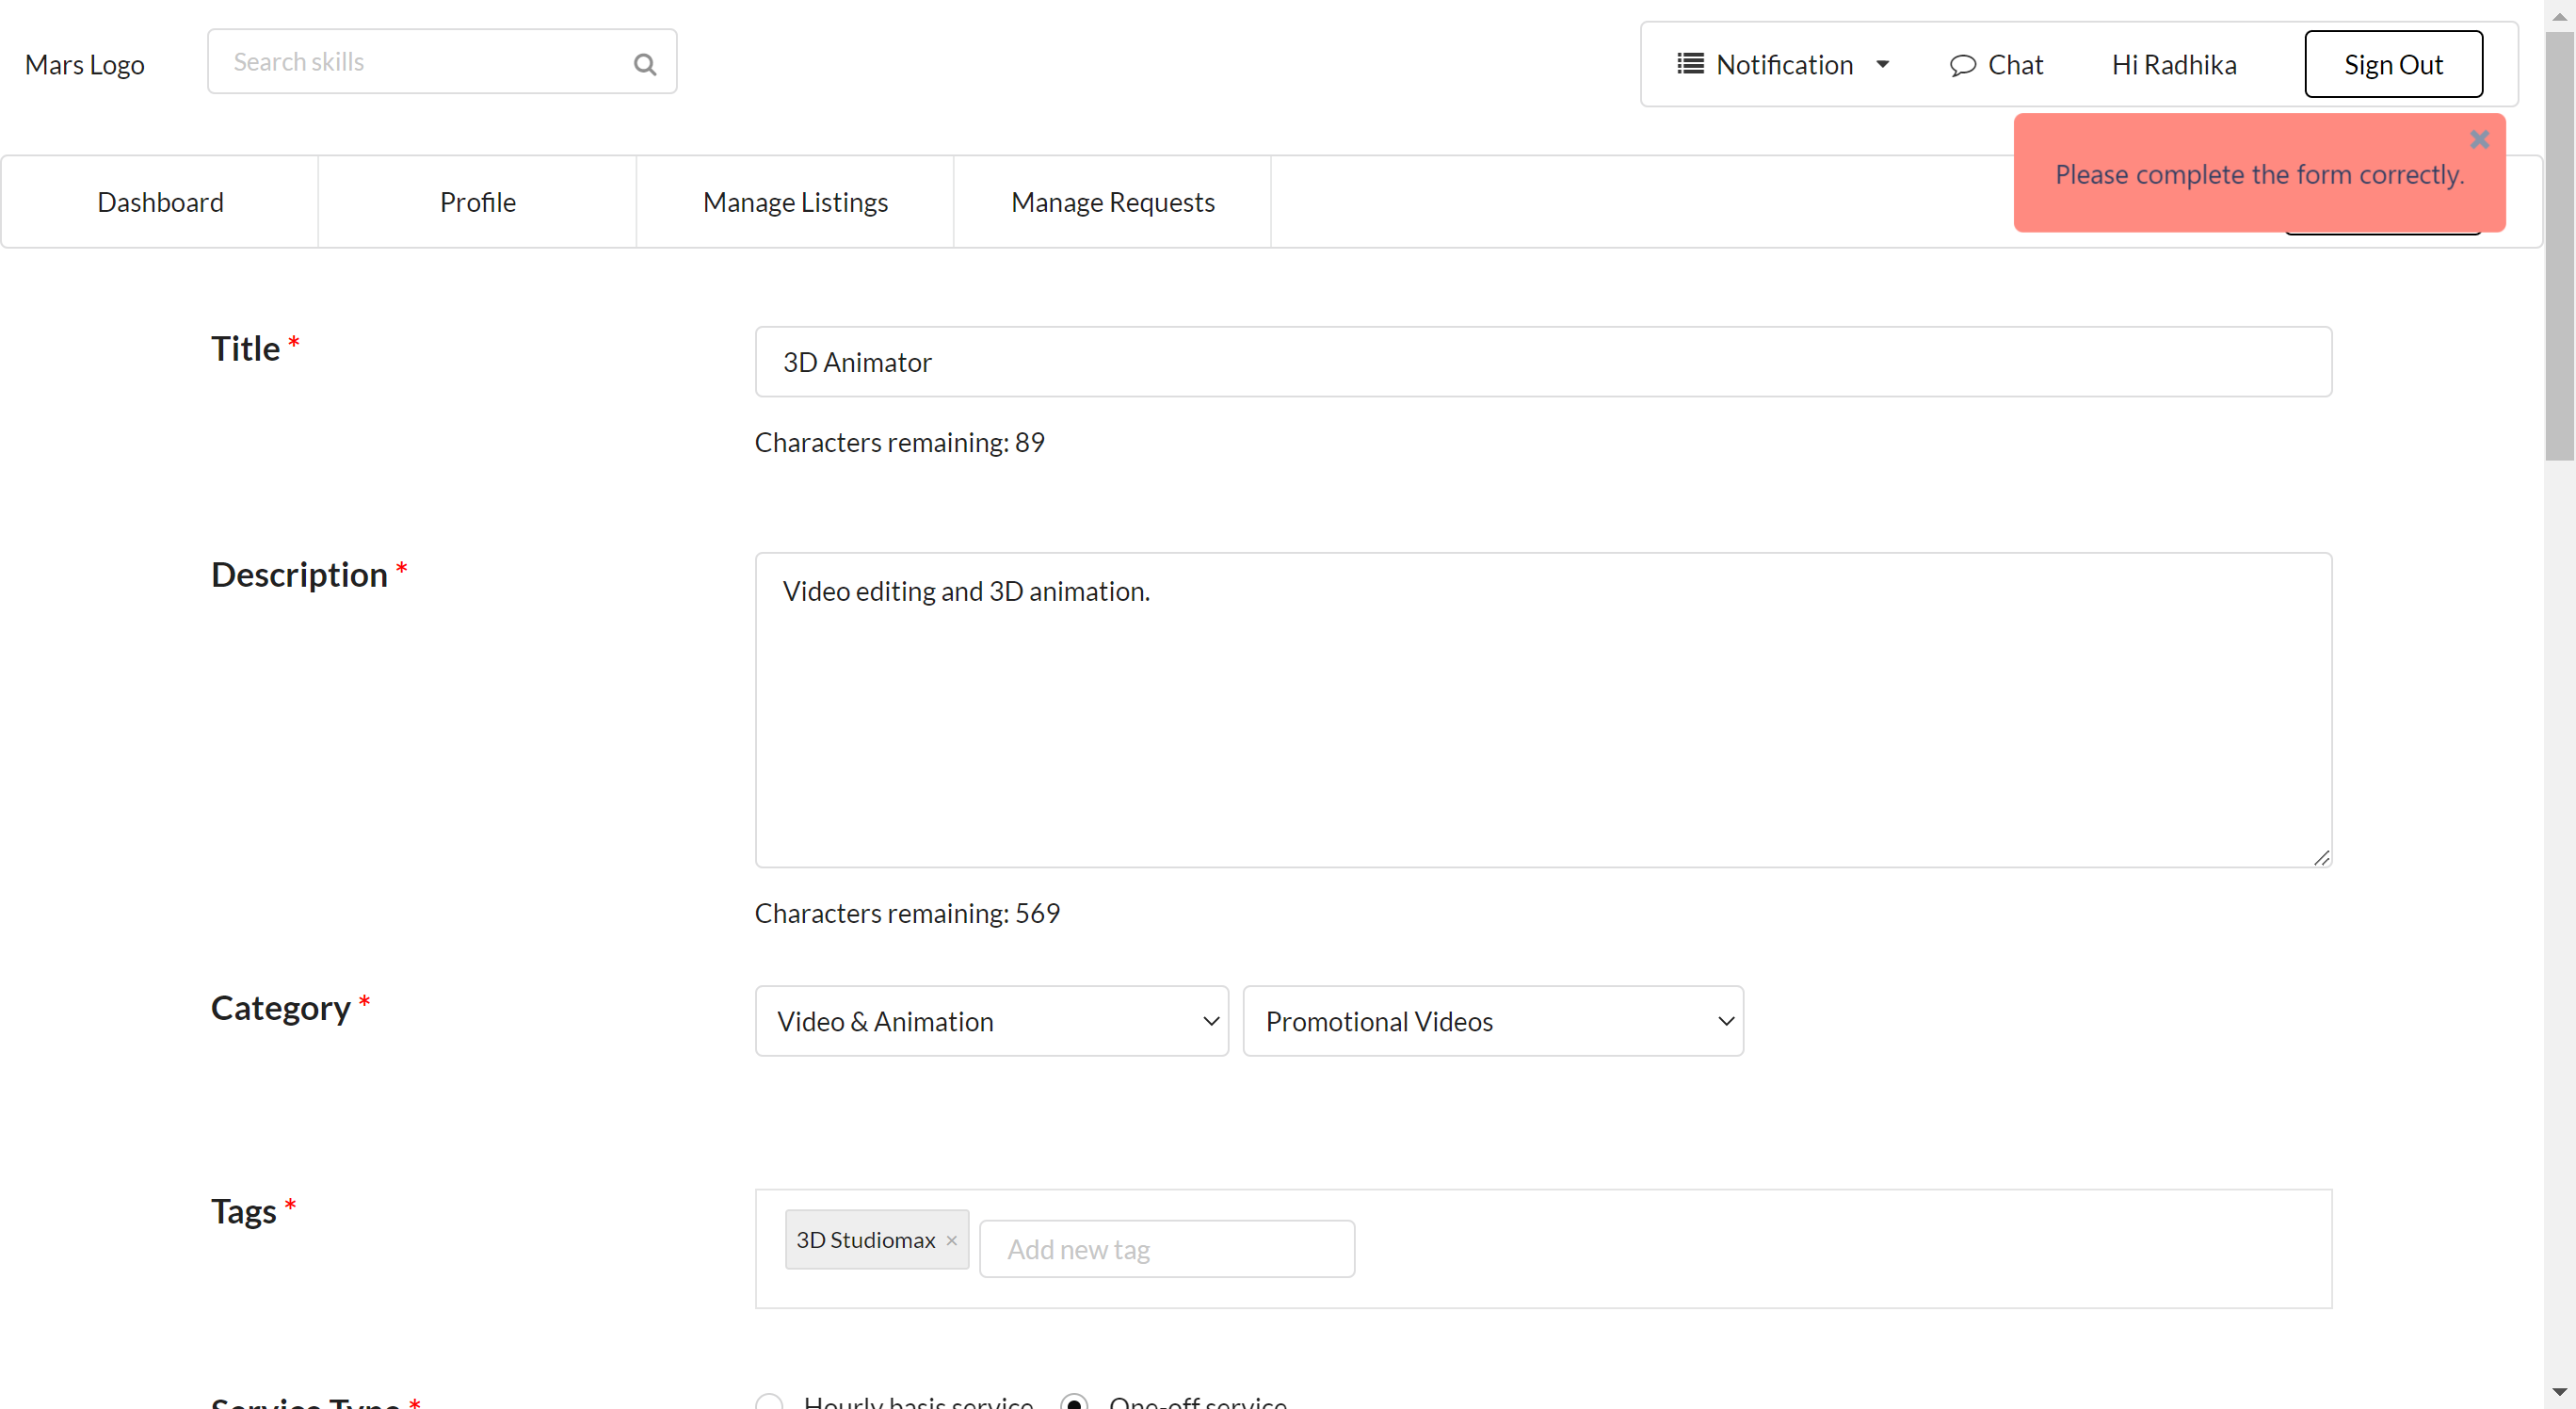 Mars Logo
Search skills
Notification
Chat
Hi Radhika
Sign Out
Please complete the form correctly.
Dashboard
Profile
Manage Listings
Manage Requests
Title *
3D Animator
Characters remaining: 89
Description *
Video editing and 3D animation.
Characters remaining: 569
Category *
Video & Animation
Promotional Videos
Tags *
3D Studiomax ×
Add new tag
Service Type *
Hourly basis service
One-off service